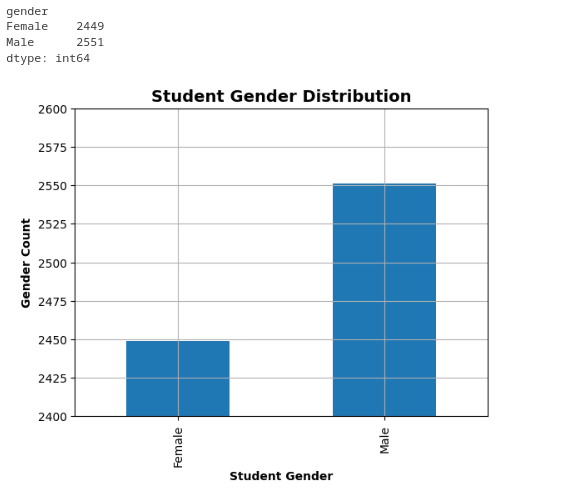 gender
Female    2449
Male      2551
dtype: int64
Student Gender Distribution
2600
2575
2550
2525
2500
2475
2450
2425
2400
Gender Count
Female
Male
Student Gender